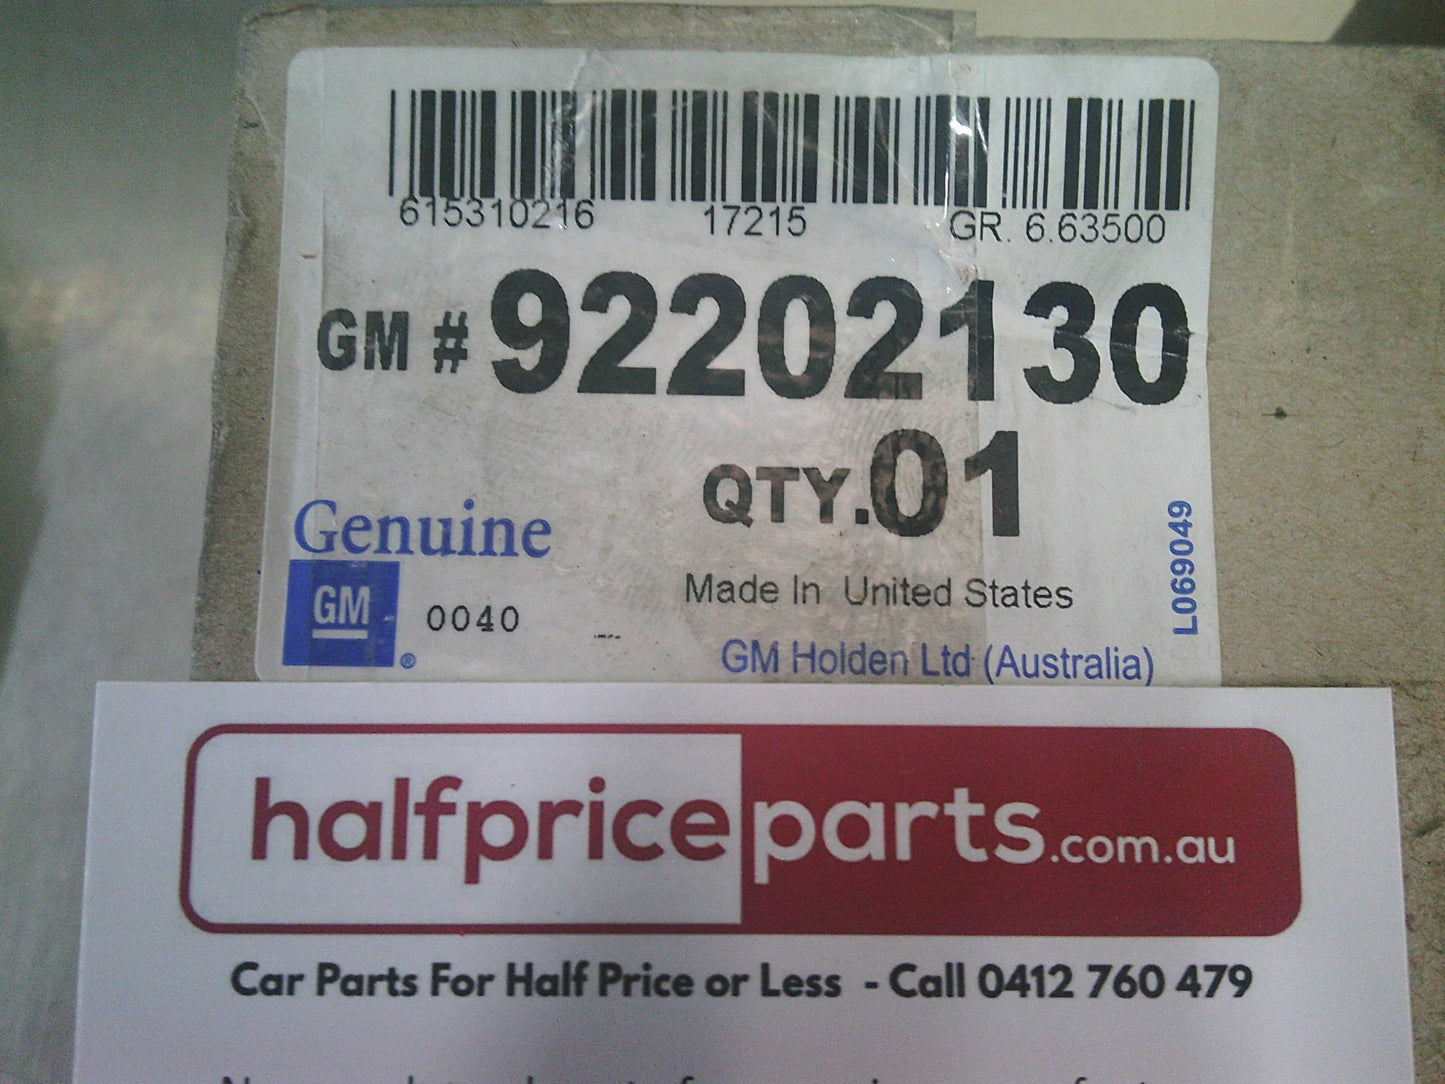 615310216 17215 GR. 6.63500
GM # 92202130
QTY.01
Genuine
GM
®
0040
Made In United States
GM Holden Ltd (Australia)
L069049
halfpriceparts.com.au
Car Parts For Half Price or Less - Call 0412 760 479